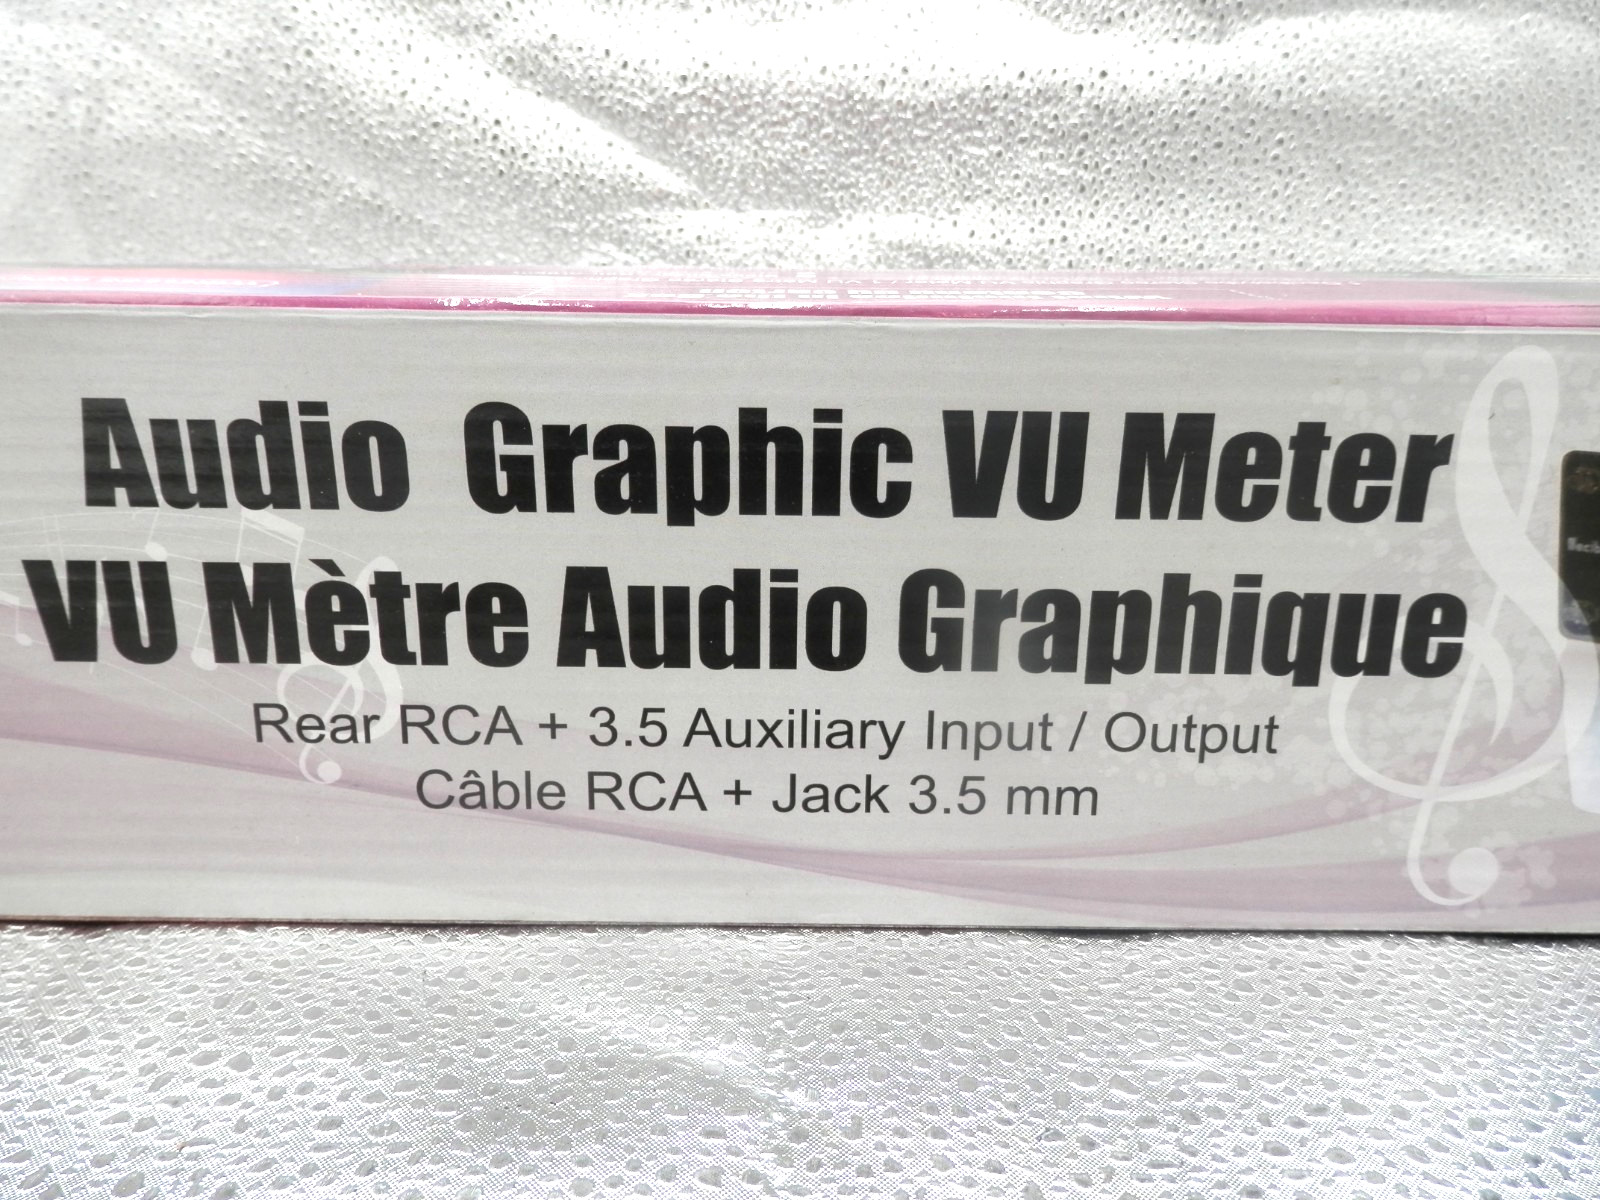 Audio Graphic VU Meter
VU Mètre Audio Graphique
Rear RCA + 3.5 Auxiliary Input / Output
Câble RCA + Jack 3.5 mm